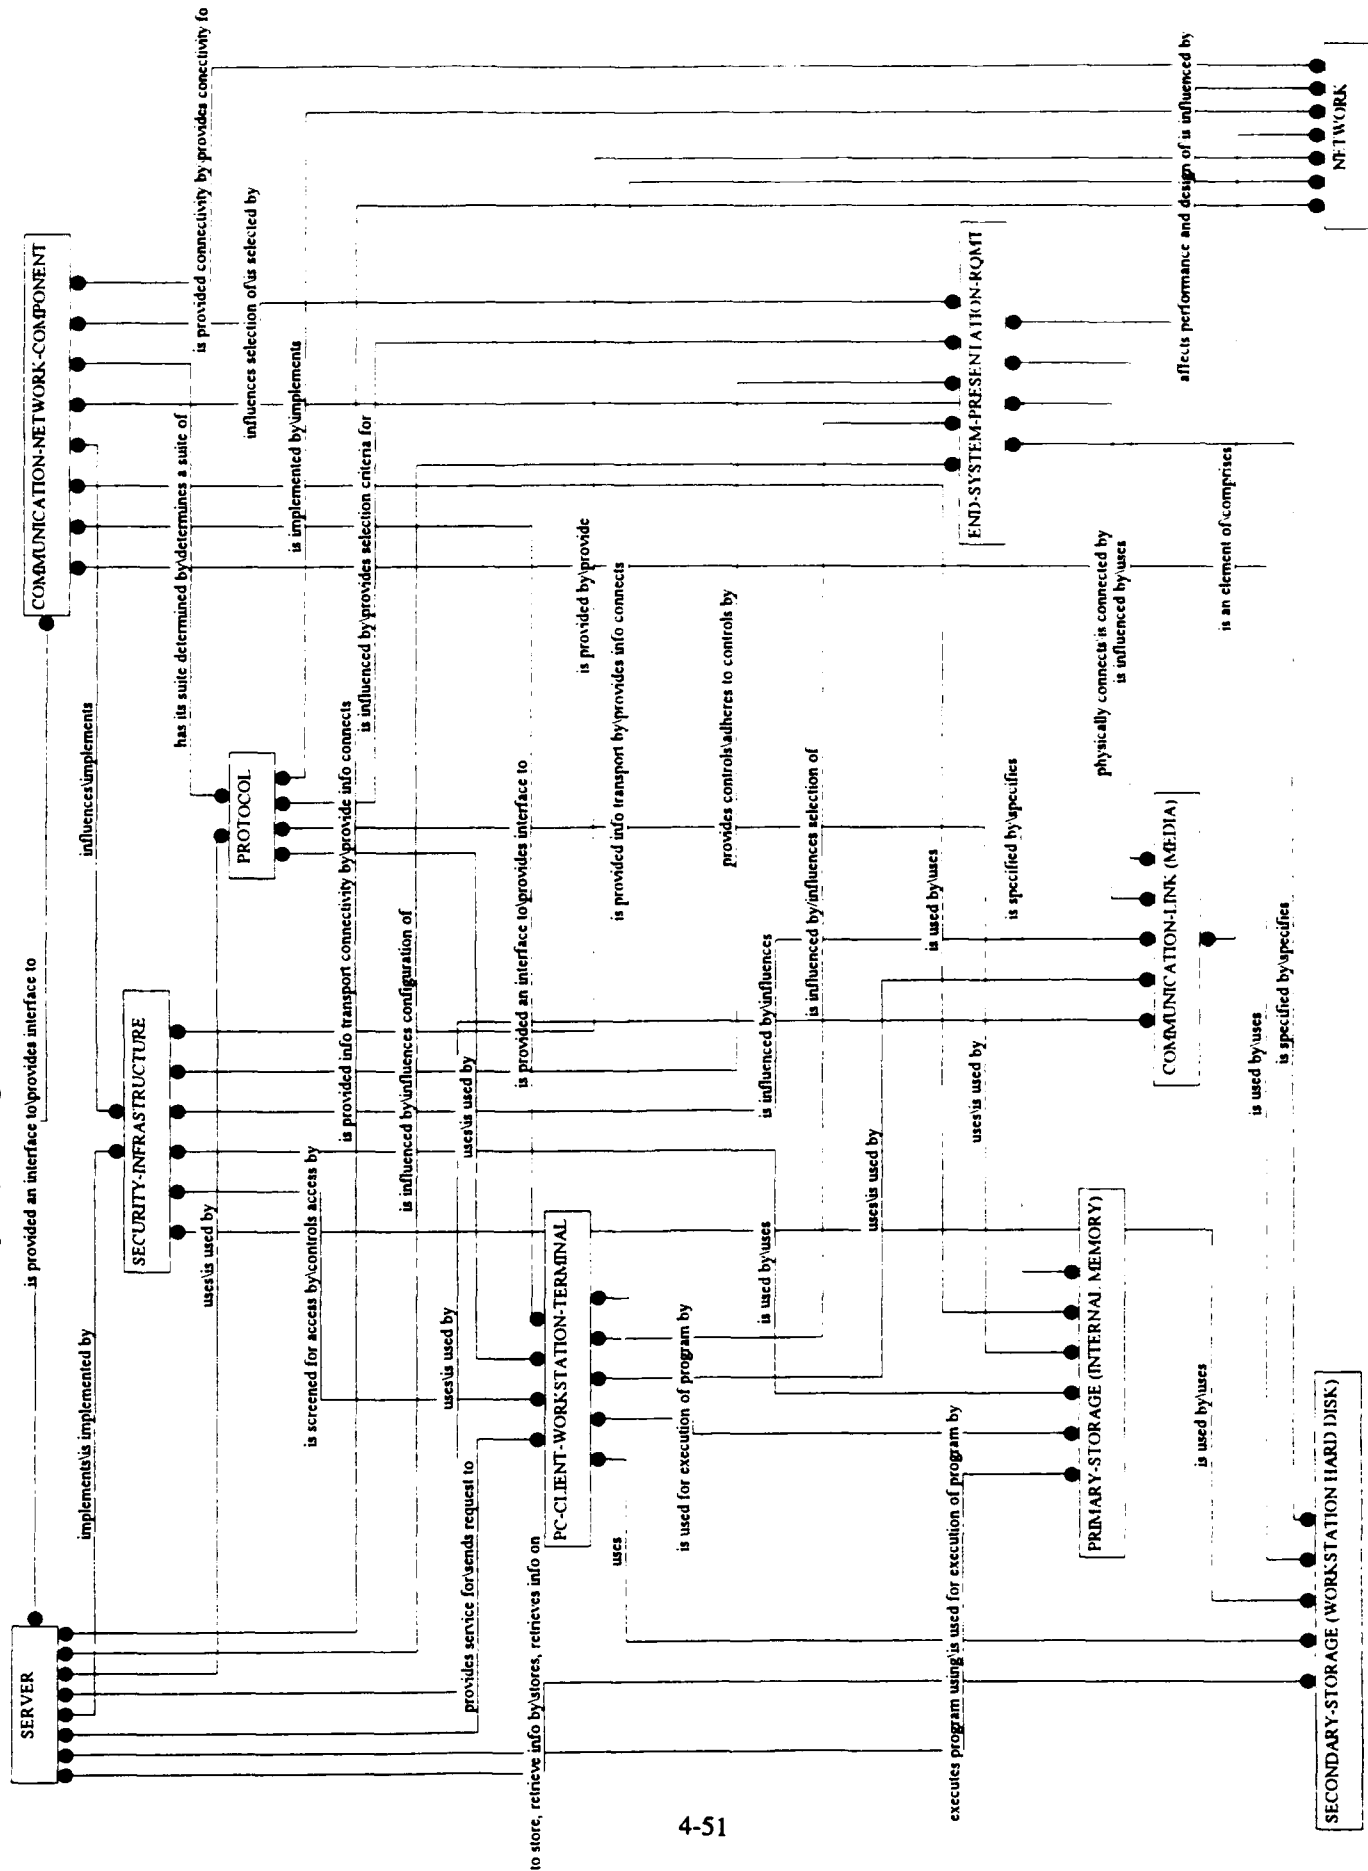 SERVER
COMMUNICATION-NETWORK-COMPONENT
is provided an interface to\provides interface to
implements\is implemented by
influences\implements
SECURITY-INFRASTRUCTURE
has its suite determined by\determines a suite of
is provided connectivity by\provides conectivity fo
uses\is used by
PROTOCOL
influences selection of\is selected by
is implemented by\implements
is screened for access by\controls access by
is provided info transport connectivity by\provide info connects
is influenced by\provides selection criteria for
is influenced by\influences configuration of
uses\is used by
uses\is used by
provides service for\sends request to
to store, retrieve info by\stores, retrieves info on
is provided an interface to\provides interface to
PC-CLIENT-WORKSTATION-TERMINAL
is provided by\provide
is provided info transport by\provides info connects
uses
is used for execution of program by
provides controls\adheres to controls by
is used by\uses
is influenced by\influences
is influenced by/influences selection of
uses\is used by
is used by\uses
executes program using\is used for execution of program by
uses\is used by
END-SYSTEM-PRESENTATION-RQMT
is specified by\specifies
PRIMARY-STORAGE (INTERNAL MEMORY)
physically connects\is connected by
is influenced by\uses
COMMUNICATION-LINK (MEDIA)
affects performance and design of\is influenced by
is used by\uses
is an element of\comprises
is used by\uses
is specified by\specifies
SECONDARY-STORAGE (WORKSTATION HARD DISK)
NETWORK
4-51